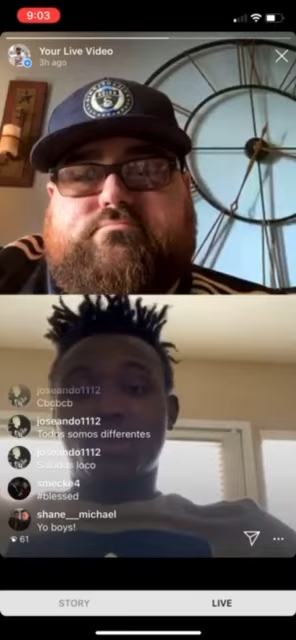 9:03
Your Live Video
3h ago
joseando1112
Cbcbcb
joseando1112
Todos somos differentes
joseando1112
Saludos loco
smecke4
#blessed
shane__michael
Yo boys!
61
STORY
LIVE